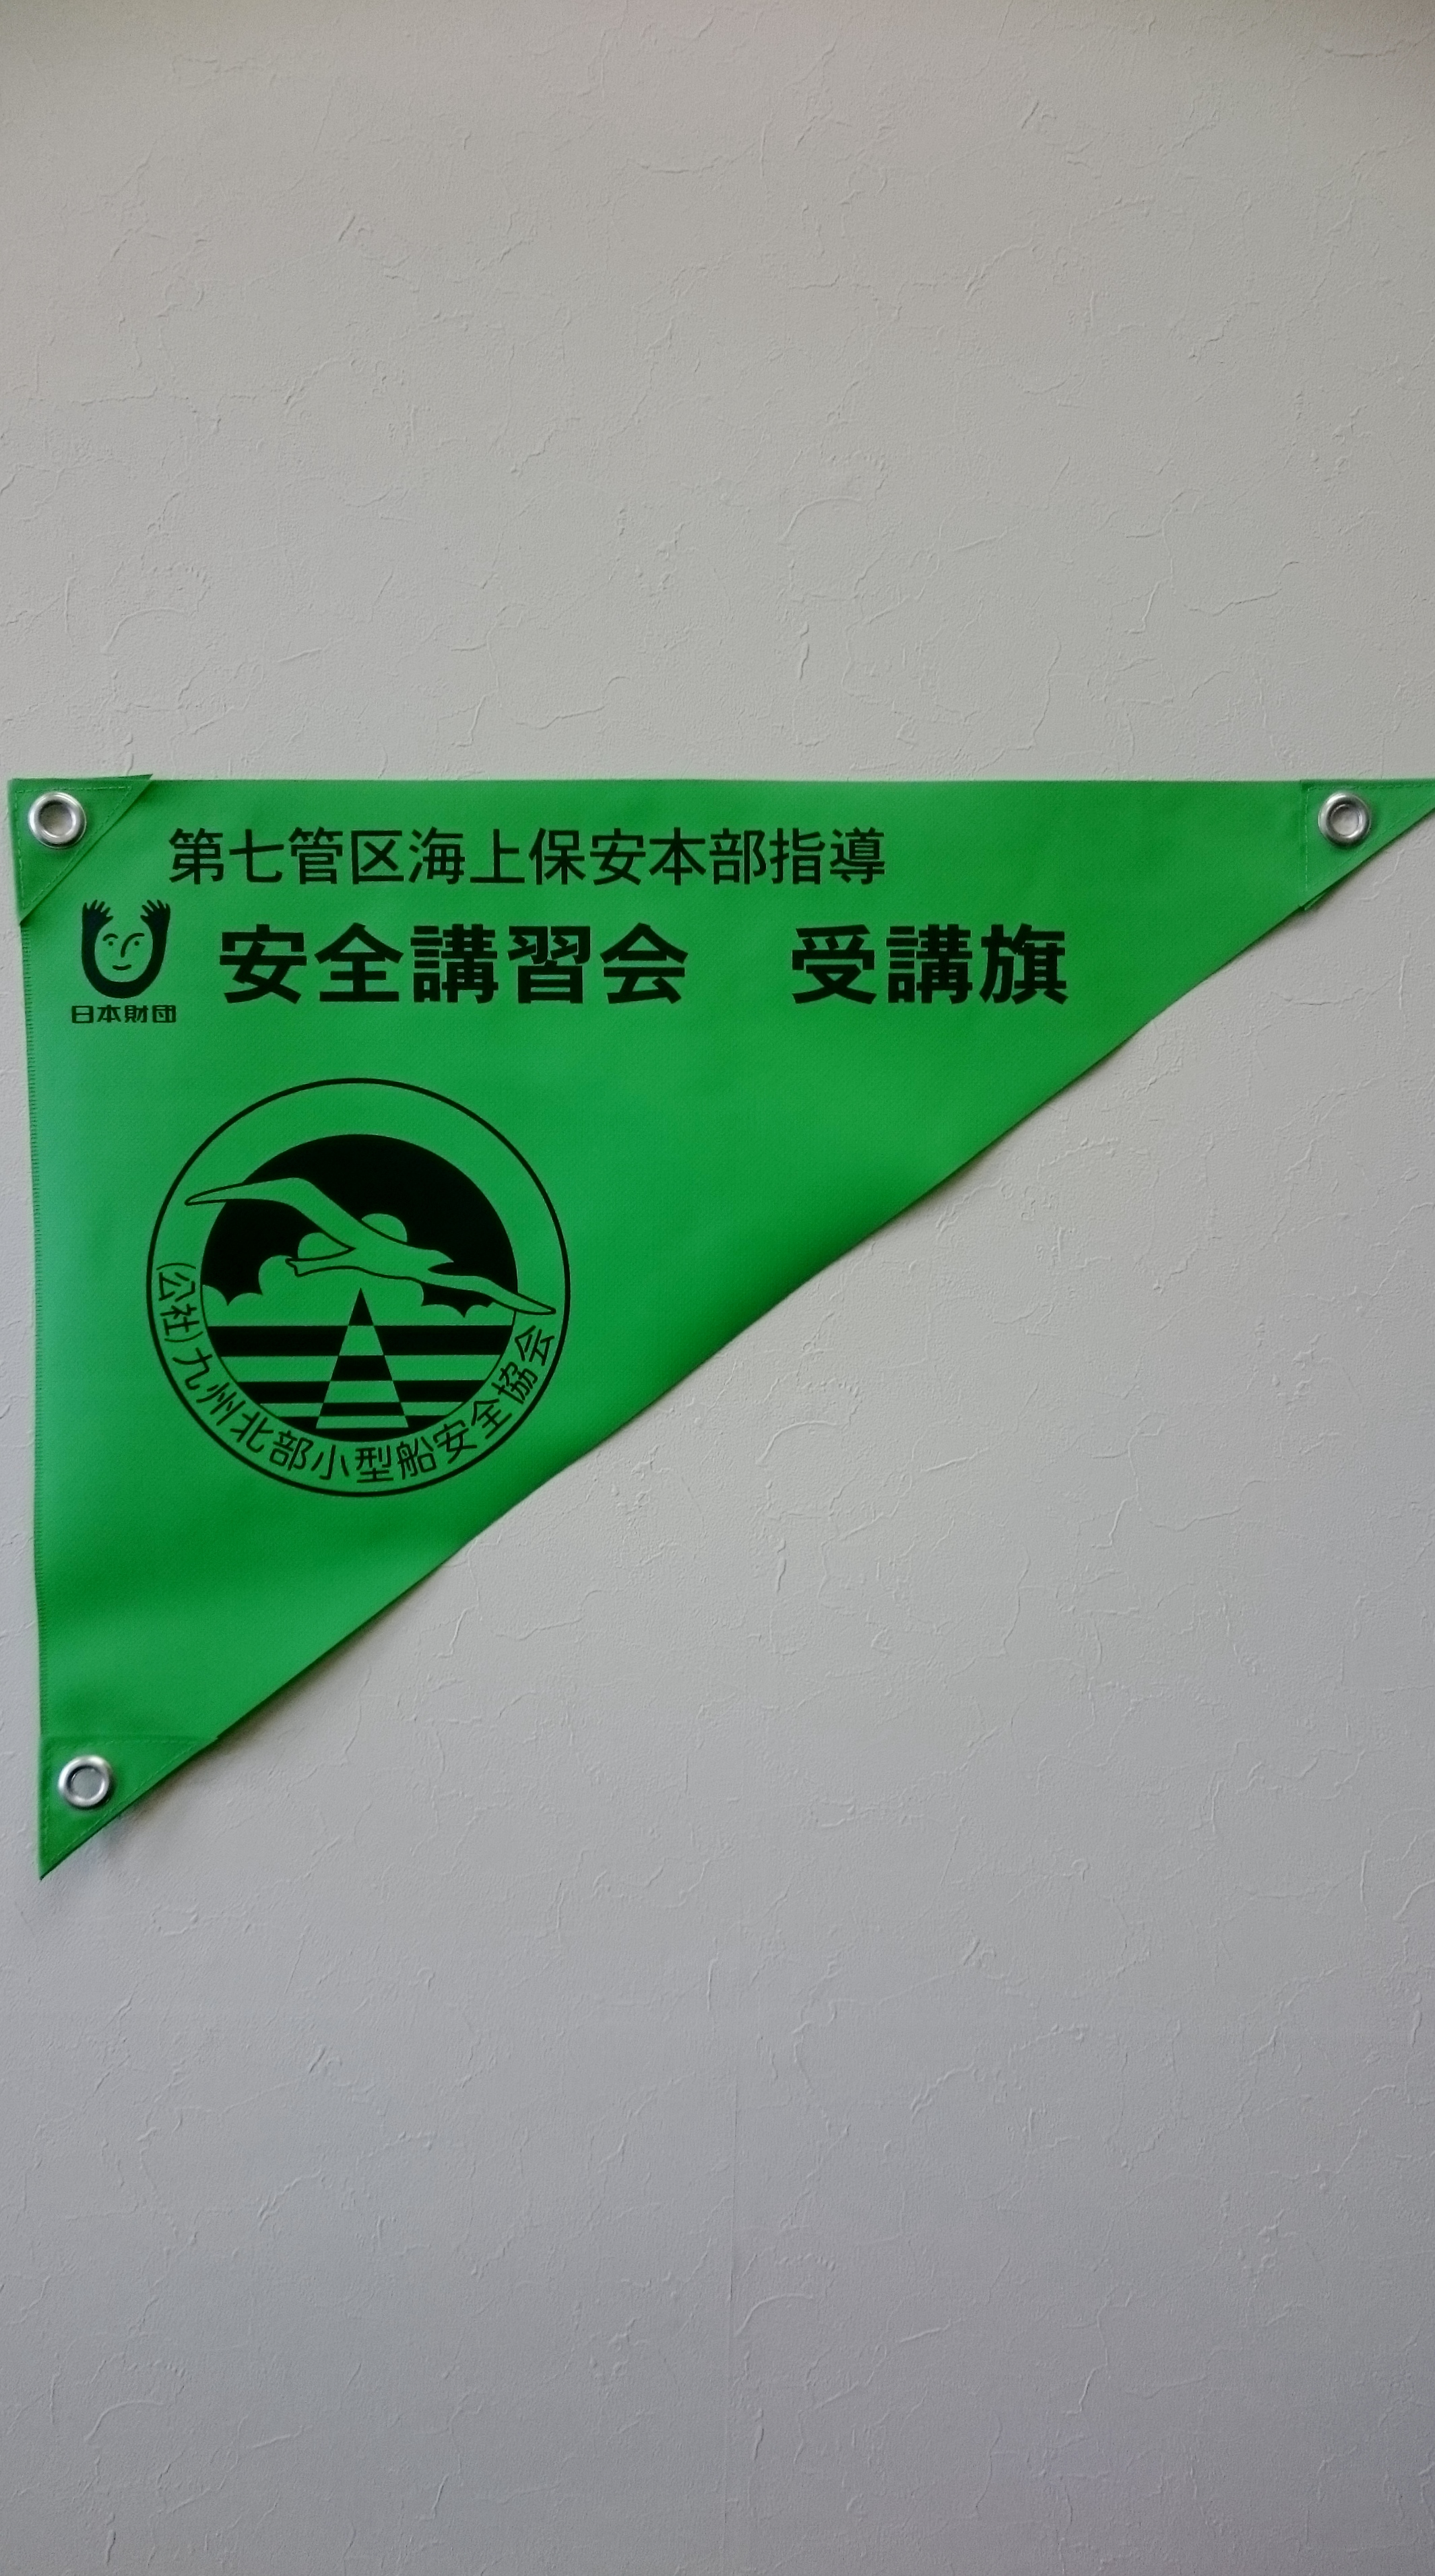 第七管区海上保安本部指導
安全講習会　受講旗
日本財団
(公社)九州北部小型船安全協会